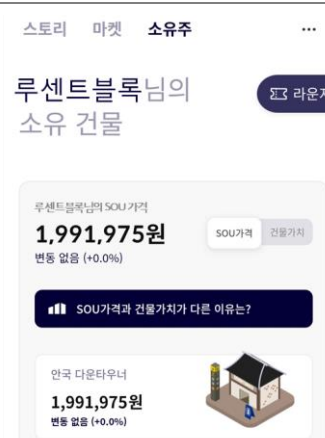 스토리 마켓 소유주 ...
루센트블록님의
라운지
소유 건물
루센트블록님의 SOU 가격
1,991,975원
SOU가격 건물가치
변동 없음 (+0.0%)
SOU가격과 건물가치가 다른 이유는?
안국 다운타우너
1,991,975원
변동 없음 (+0.0%)